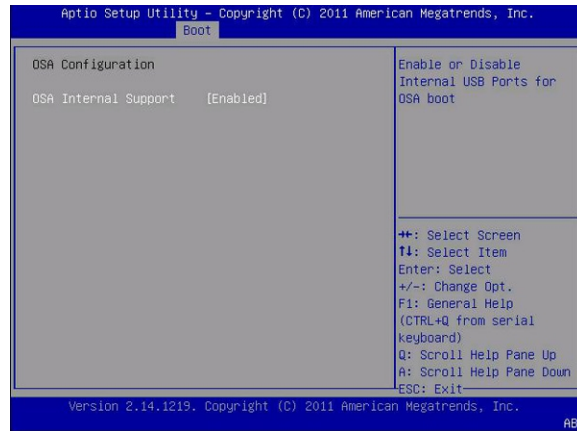 Aptio Setup Utility – Copyright (C) 2011 American Megatrends, Inc.
Boot
OSA Configuration
OSA Internal Support [Enabled]
Enable or Disable
Internal USB Ports for
OSA boot
→←: Select Screen
↑↓: Select Item
Enter: Select
+/-: Change Opt.
F1: General Help
(CTRL+Q from serial
keyboard)
Q: Scroll Help Pane Up
A: Scroll Help Pane Down
ESC: Exit
Version 2.14.1219. Copyright (C) 2011 American Megatrends, Inc.
AB